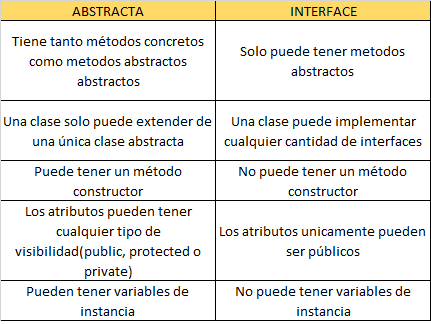 ABSTRACTA
INTERFACE
Tiene tanto métodos concretos
como metodos abstractos
abstractos
Solo puede tener metodos
abstractos
Una clase solo puede extender de
una única clase abstracta
Una clase puede implementar
cualquier cantidad de interfaces
Puede tener un método
constructor
No puede tener un método
constructor
Los atributos pueden tener
cualquier tipo de
visibilidad(public, protected o
private)
Los atributos unicamente pueden
ser públicos
Pueden tener variables de
instancia
No puede tener variables de
instancia